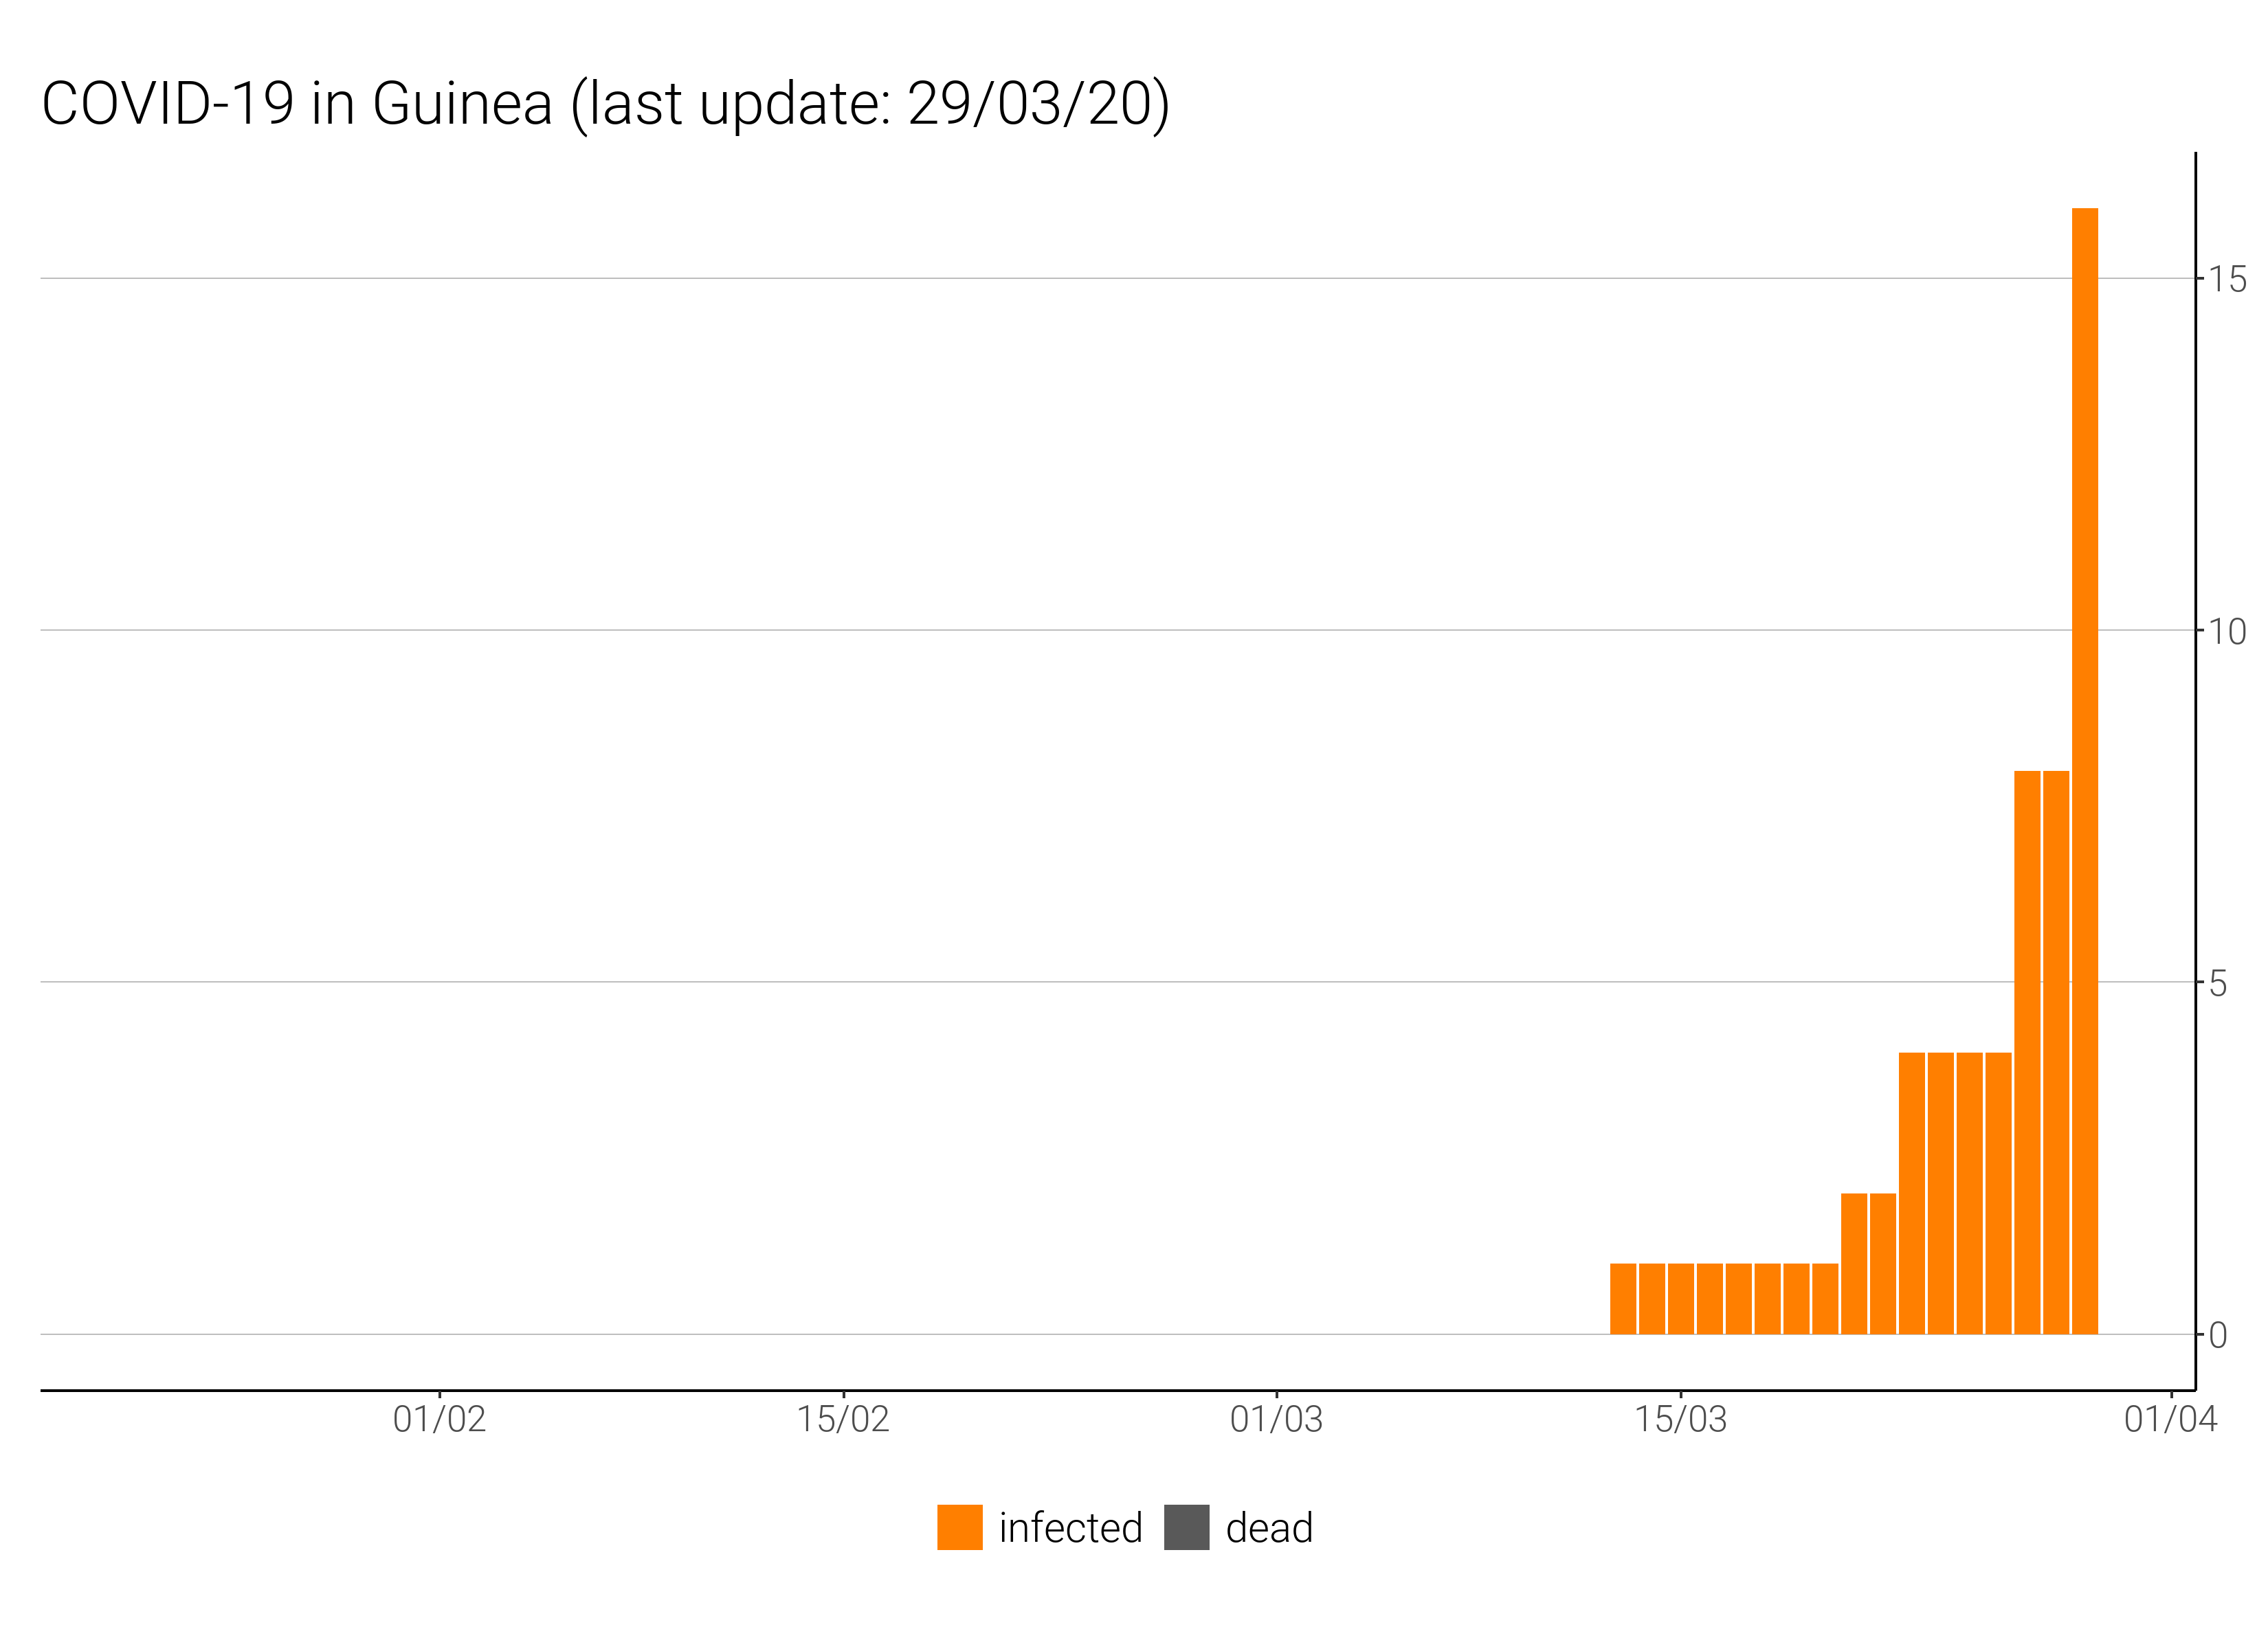 COVID-19 in Guinea (last update: 29/03/20)
15
10
5
0
01/02 15/02 01/03 15/03 01/04
infected dead